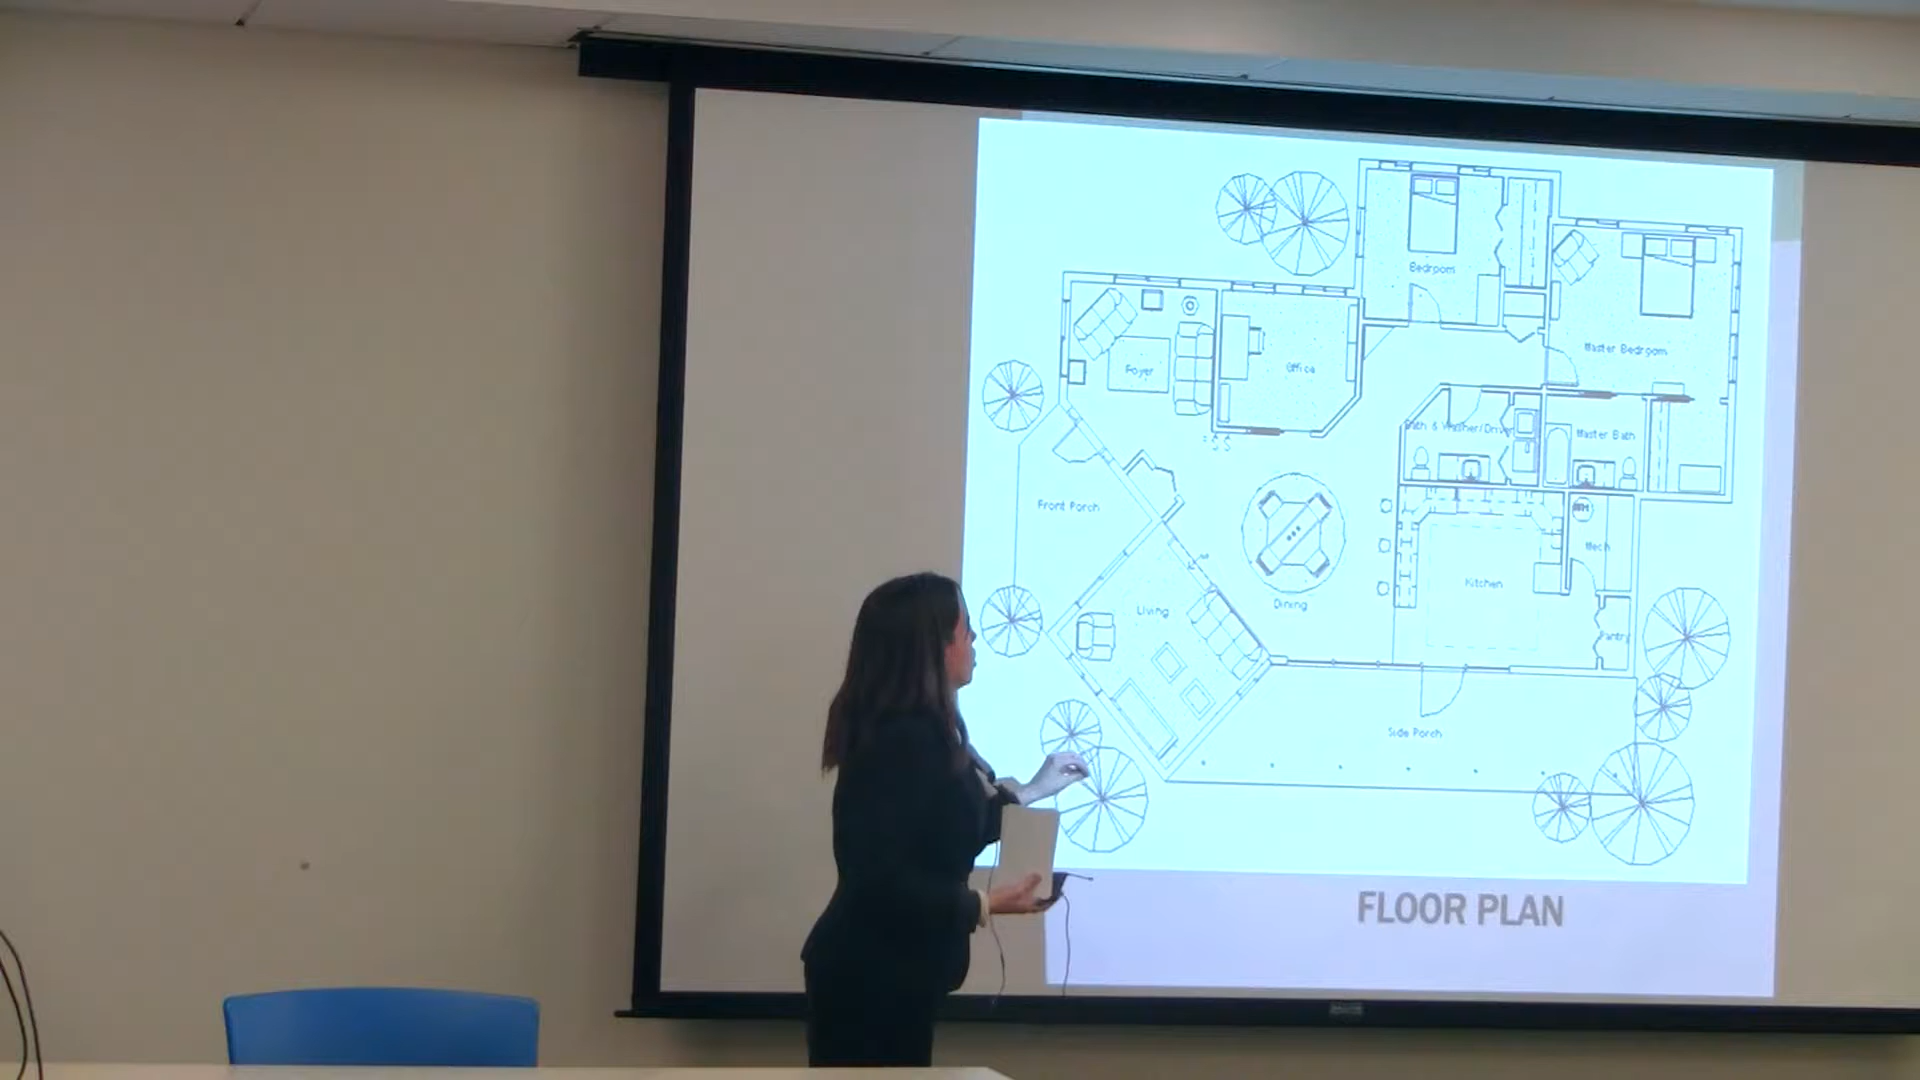 Bedroom
Master Bedroom
Foyer
Office
Bath & Washer/Dryer
Master Bath
Front Porch
WH
Mech
Kitchen
Living
Dining
Pantry
Side Porch
FLOOR PLAN